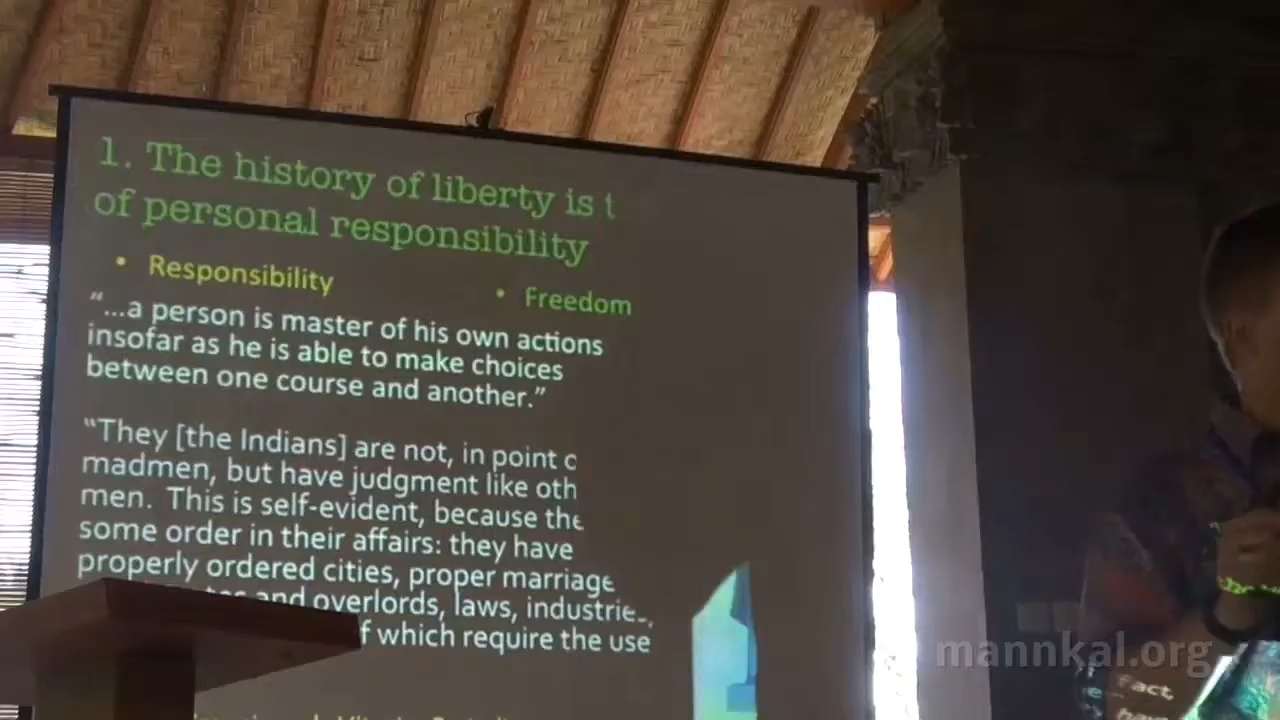 1. The history of liberty is t
of personal responsibility
• Responsibility
• Freedom
"...a person is master of his own actions
insofar as he is able to make choices
between one course and another."
"They [the Indians] are not, in point
madmen, but have judgment like oth
men. This is self-evident, because the
some order in their affairs: they have
properly ordered cities, proper marriage
and overlords, laws, industrie
which require the use
mannkal.org
Fact